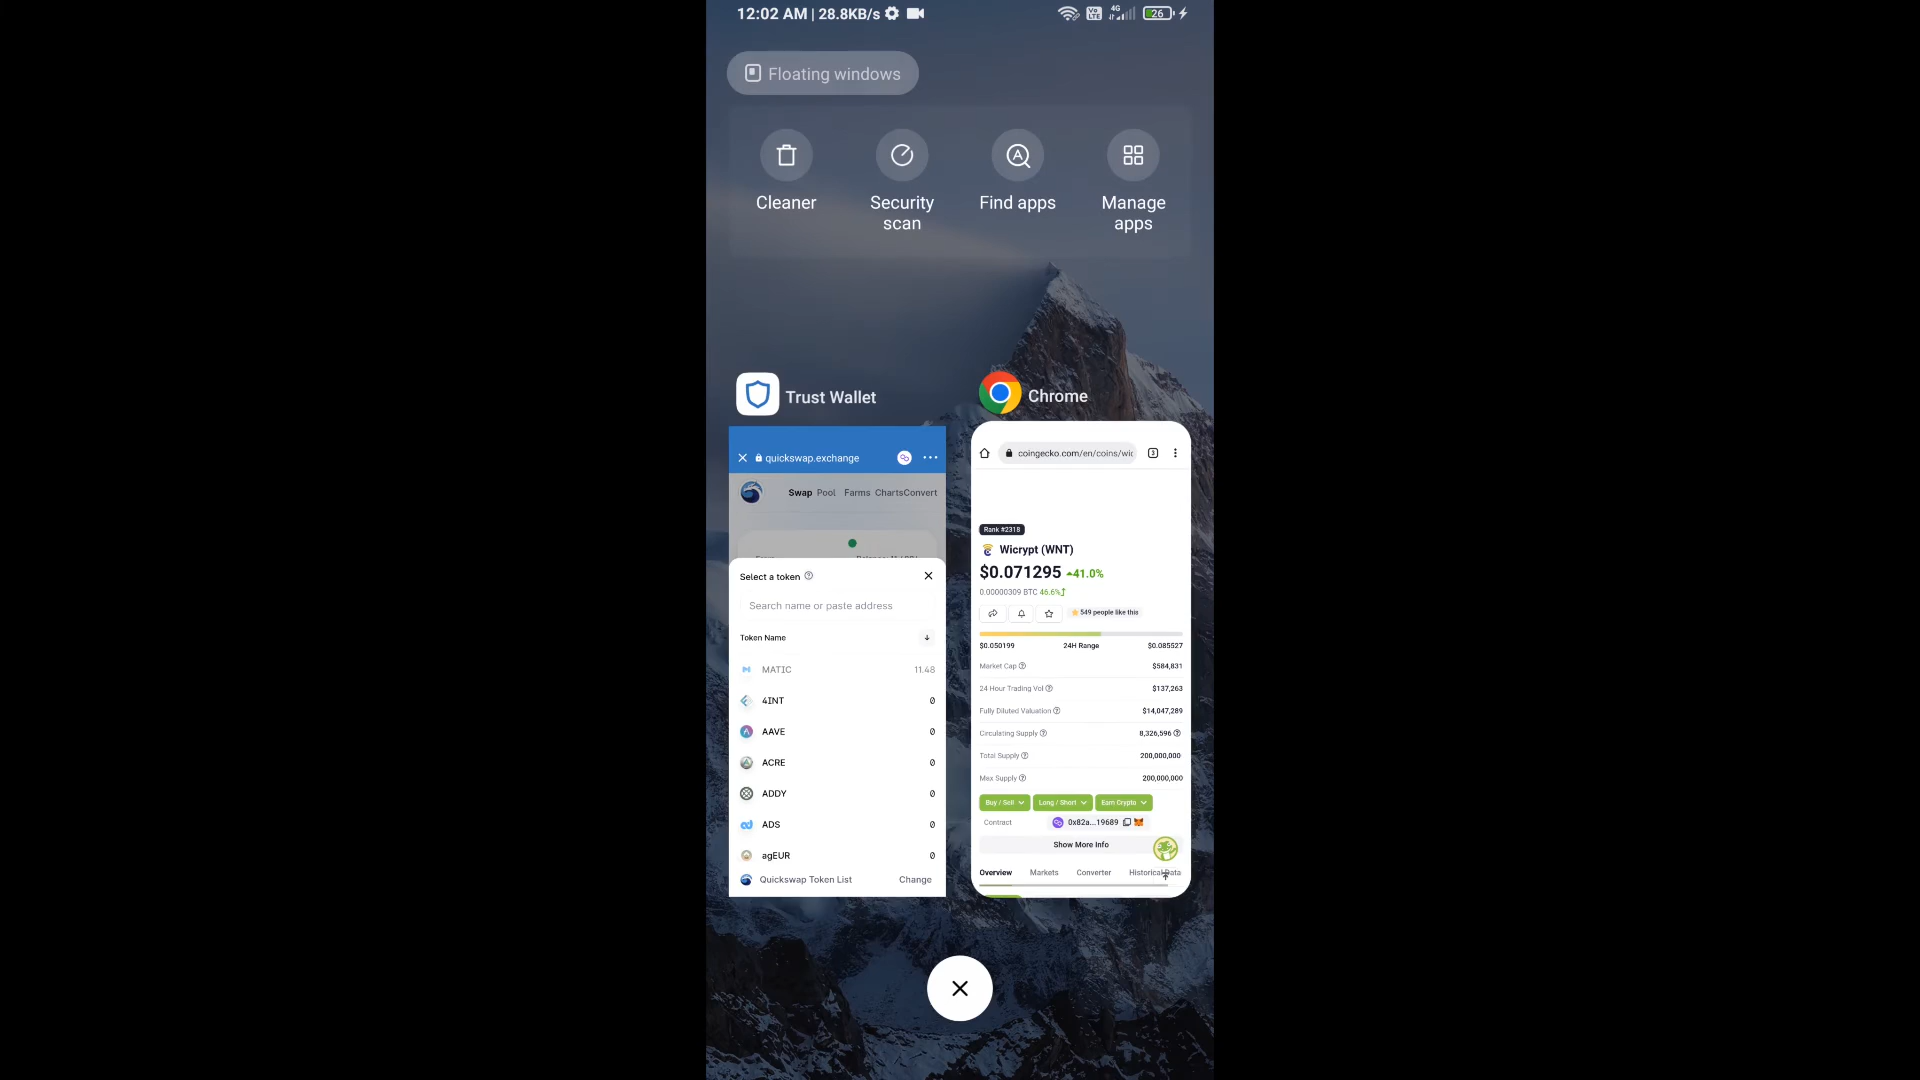 12:02 AM | 28.8KB/s
Vo LTE
4G
26
Floating windows
Cleaner
Security scan
Find apps
Manage apps
Trust Wallet
quickswap.exchange
Swap Pool Farms Charts Convert
Select a token
Search name or paste address
Token Name
MATIC 11.48
4INT 0
AAVE 0
ACRE 0
ADDY 0
ADS 0
agEUR 0
Quickswap Token List Change
Chrome
coingecko.com/en/coins/wic
3
Rank #2318
Wicrypt (WNT)
$0.071295 41.0%
0.00000309 BTC 46.6%
549 people like this
$0.050199 24H Range $0.085527
Market Cap $584,831
24 Hour Trading Vol $137,263
Fully Diluted Valuation $14,047,289
Circulating Supply 8,326,596
Total Supply 200,000,000
Max Supply 200,000,000
Buy / Sell Long / Short Earn Crypto
Contract 0x82a...19689
Show More Info
Overview Markets Converter Historical Data